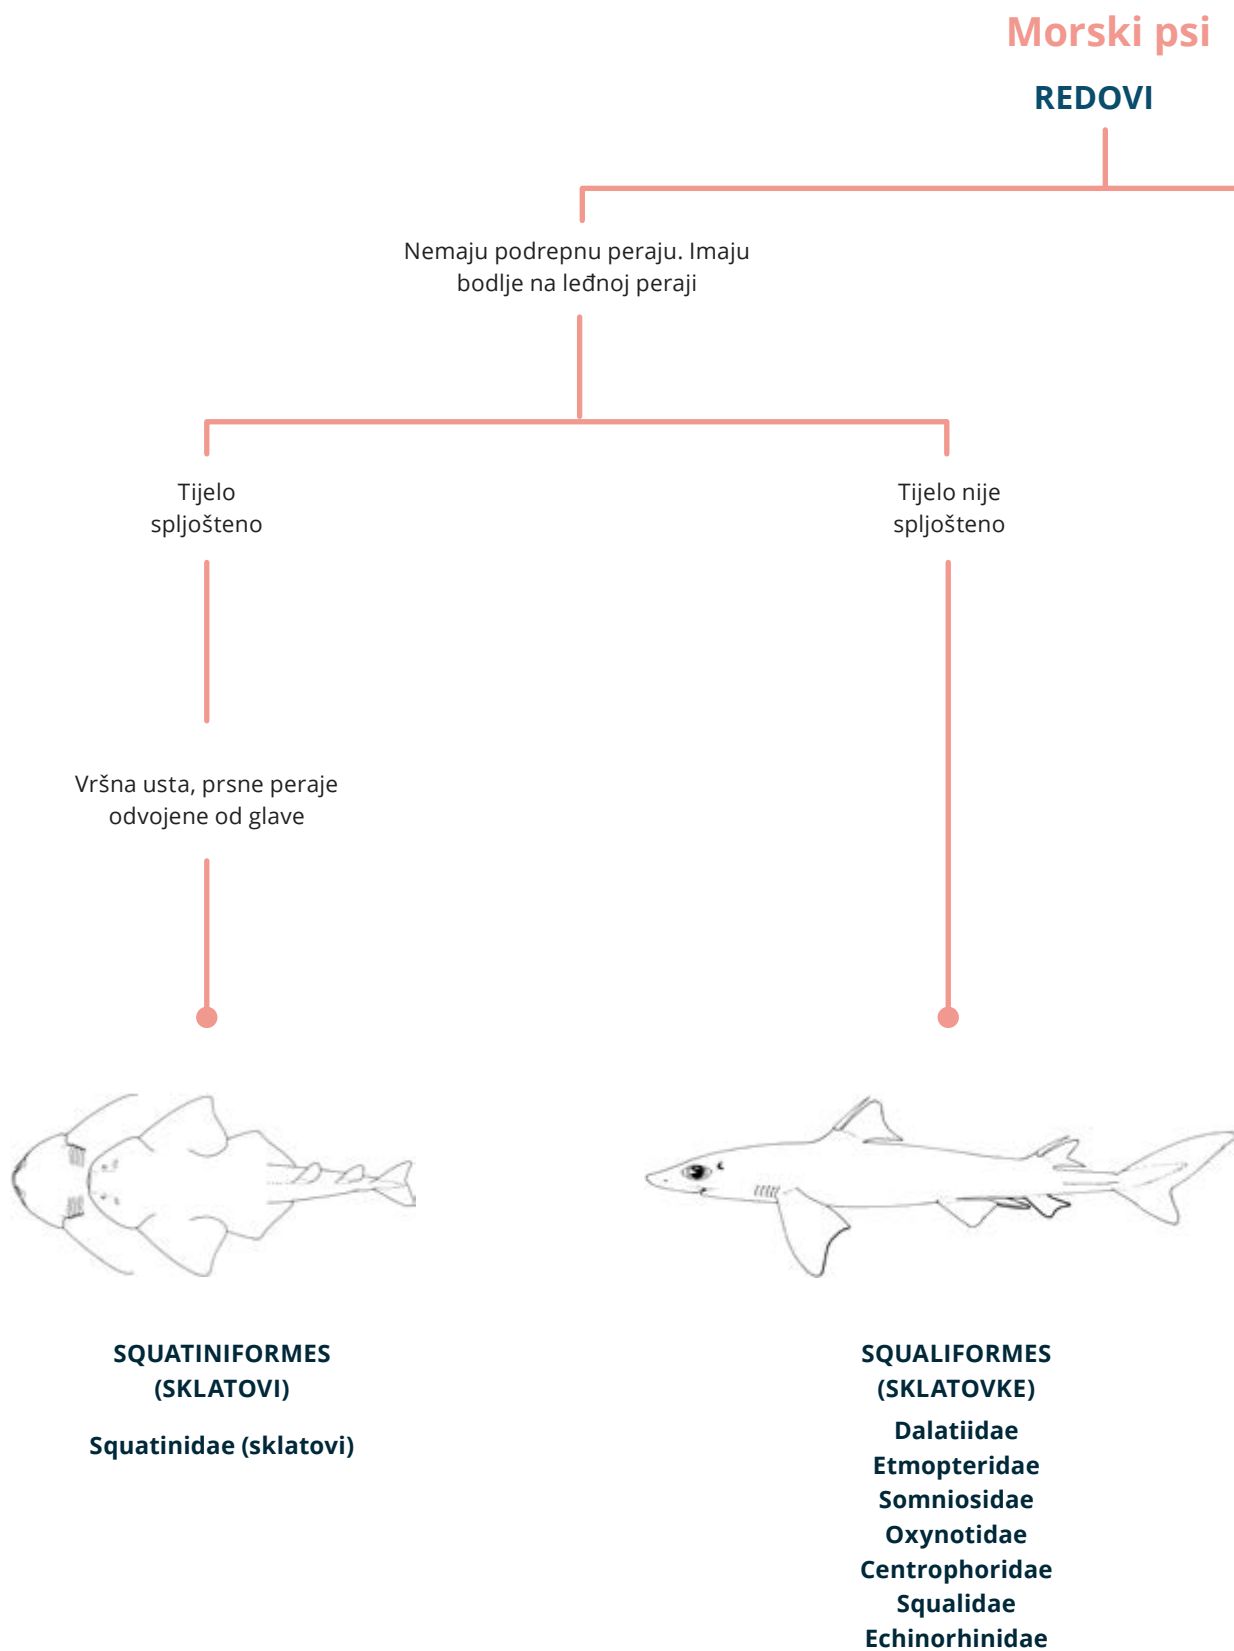 Morski psi
REDOVI
Nemaju podrepnu peraju. Imaju
bodlje na leđnoj peraji
Tijelo
spljošteno
Tijelo nije
spljošteno
Vršna usta, prsne peraje
odvojene od glave
SQUATINIFORMES
(SKLATOVI)
Squatinidae (sklatovi)
SQUALIFORMES
(SKLATOVKE)
Dalatiidae
Etmopteridae
Somniosidae
Oxynotidae
Centrophoridae
Squalidae
Echinorhinidae